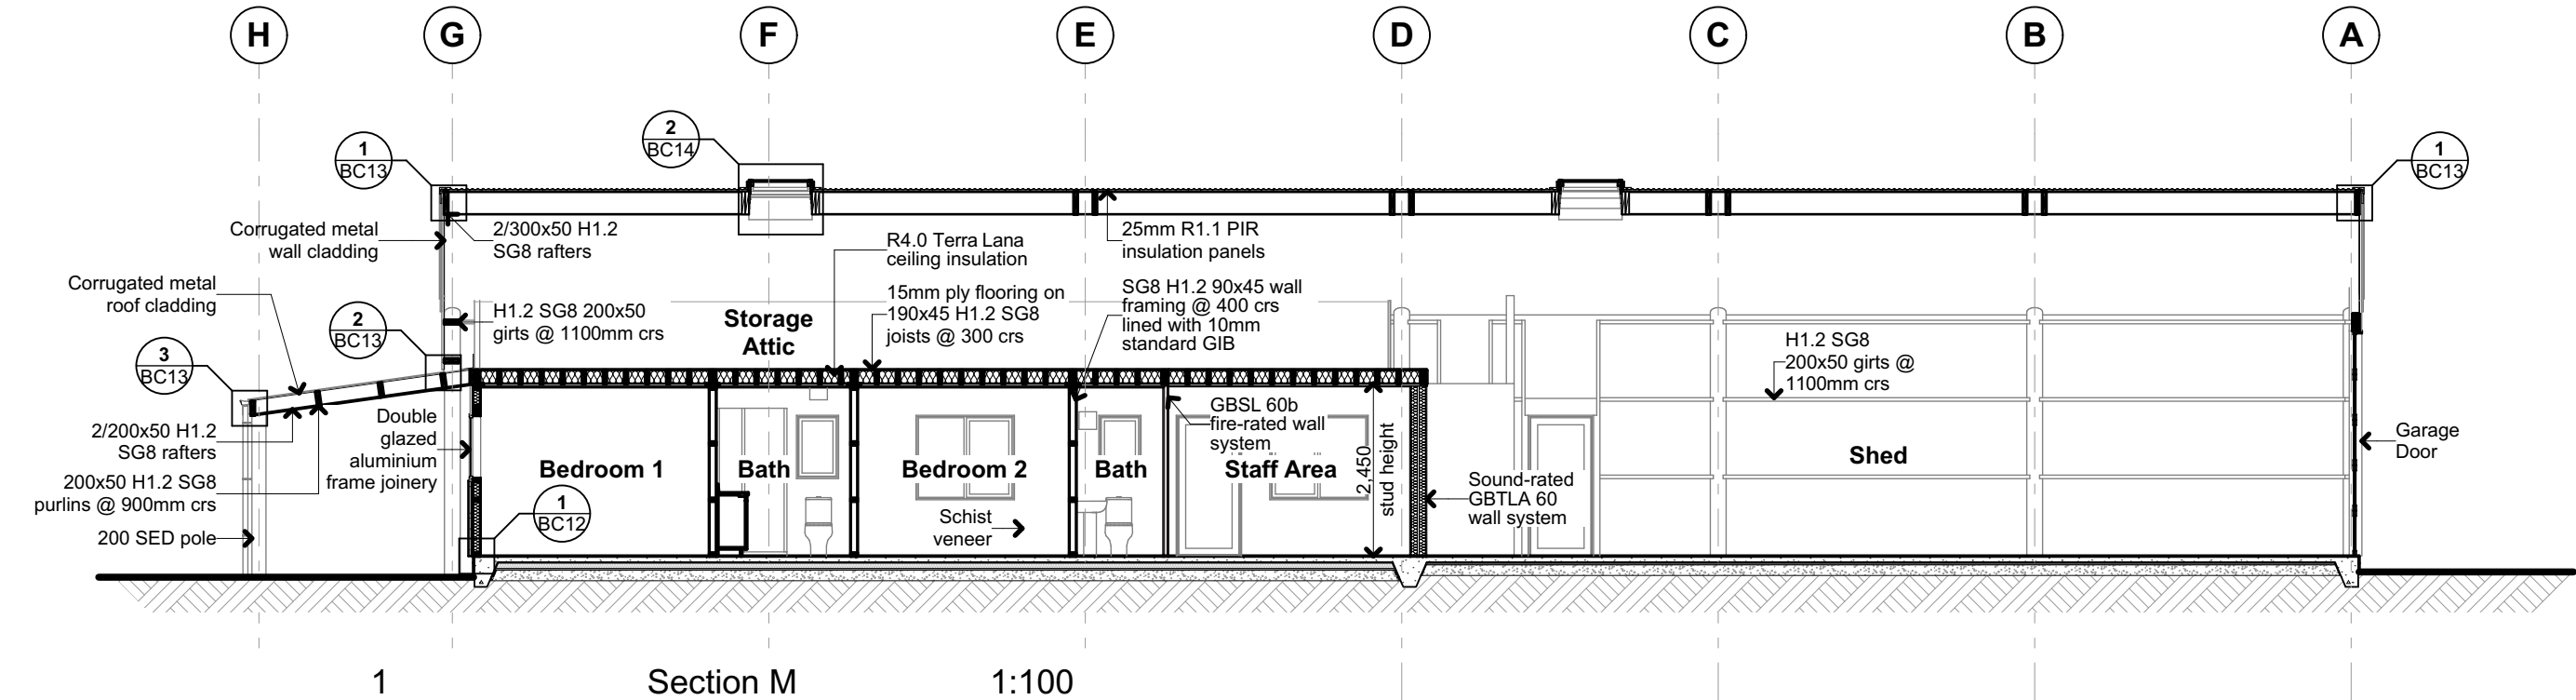 H
G
F
E
D
C
B
A
2
BC14
1
BC13
1
BC13
Corrugated metal
wall cladding
2/300x50 H1.2
SG8 rafters
R4.0 Terra Lana
ceiling insulation
25mm R1.1 PIR
insulation panels
Corrugated metal
roof cladding
2
BC13
H1.2 SG8 200x50
girts @ 1100mm crs
Storage
Attic
15mm ply flooring on
190x45 H1.2 SG8
joists @ 300 crs
SG8 H1.2 90x45 wall
framing @ 400 crs
lined with 10mm
standard GIB
H1.2 SG8
200x50 girts @
1100mm crs
3
BC13
2/200x50 H1.2
SG8 rafters
200x50 H1.2 SG8
purlins @ 900mm crs
200 SED pole
Double
glazed
aluminium
frame joinery
1
BC12
Bedroom 1
Bath
Bedroom 2
Schist
veneer
Bath
GBSL 60b
fire-rated wall
system
Staff Area
2,450
stud height
Sound-rated
GBTLA 60
wall system
Shed
Garage
Door
1 Section M 1:100